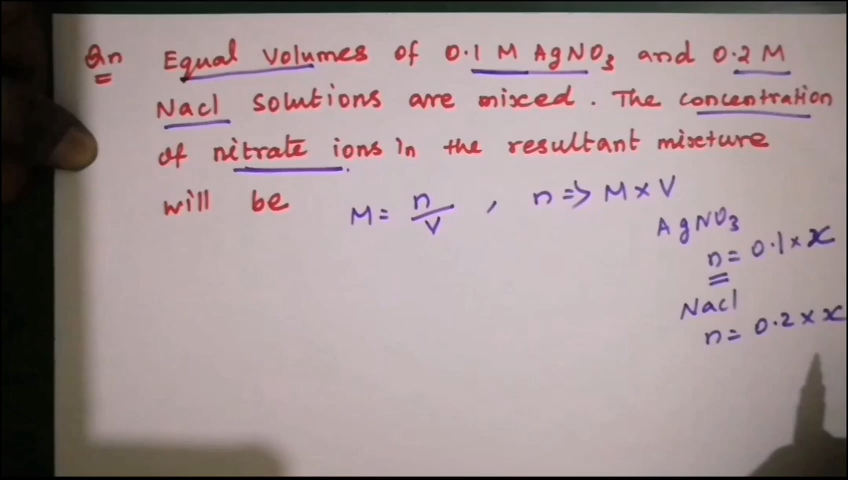 Qn Equal volumes of 0.1 M AgNO₃ and 0.2 M
Nacl solutions are mixed. The concentration
of nitrate ions in the resultant mixture
will be
M = n/V , n => M × V
AgNO₃
n = 0.1 × x
Nacl
n = 0.2 × x